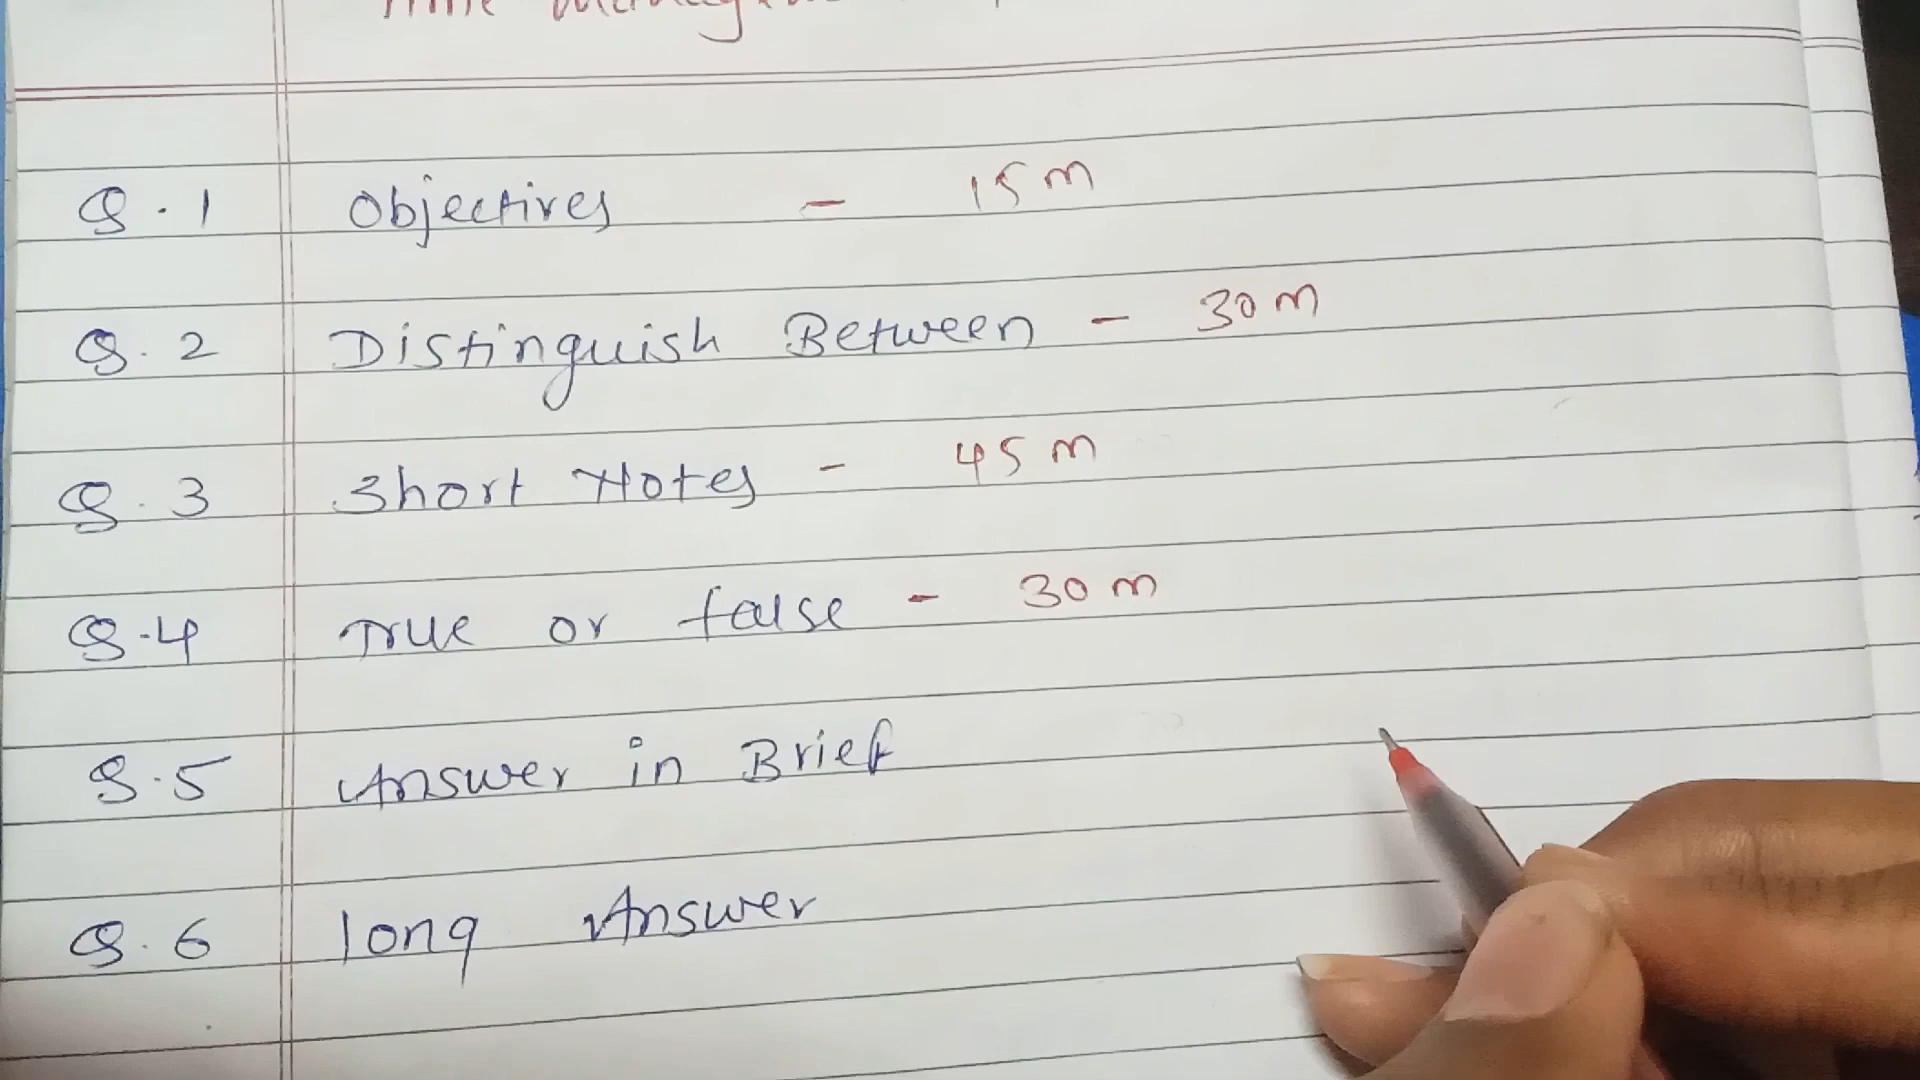 Time
Q.1 Objectives - 15 m
Q.2 Distinguish Between - 30 m
Q.3 Short Notes - 45 m
Q.4 True or false - 30 m
Q.5 Answer in Brief
Q.6 long Answer